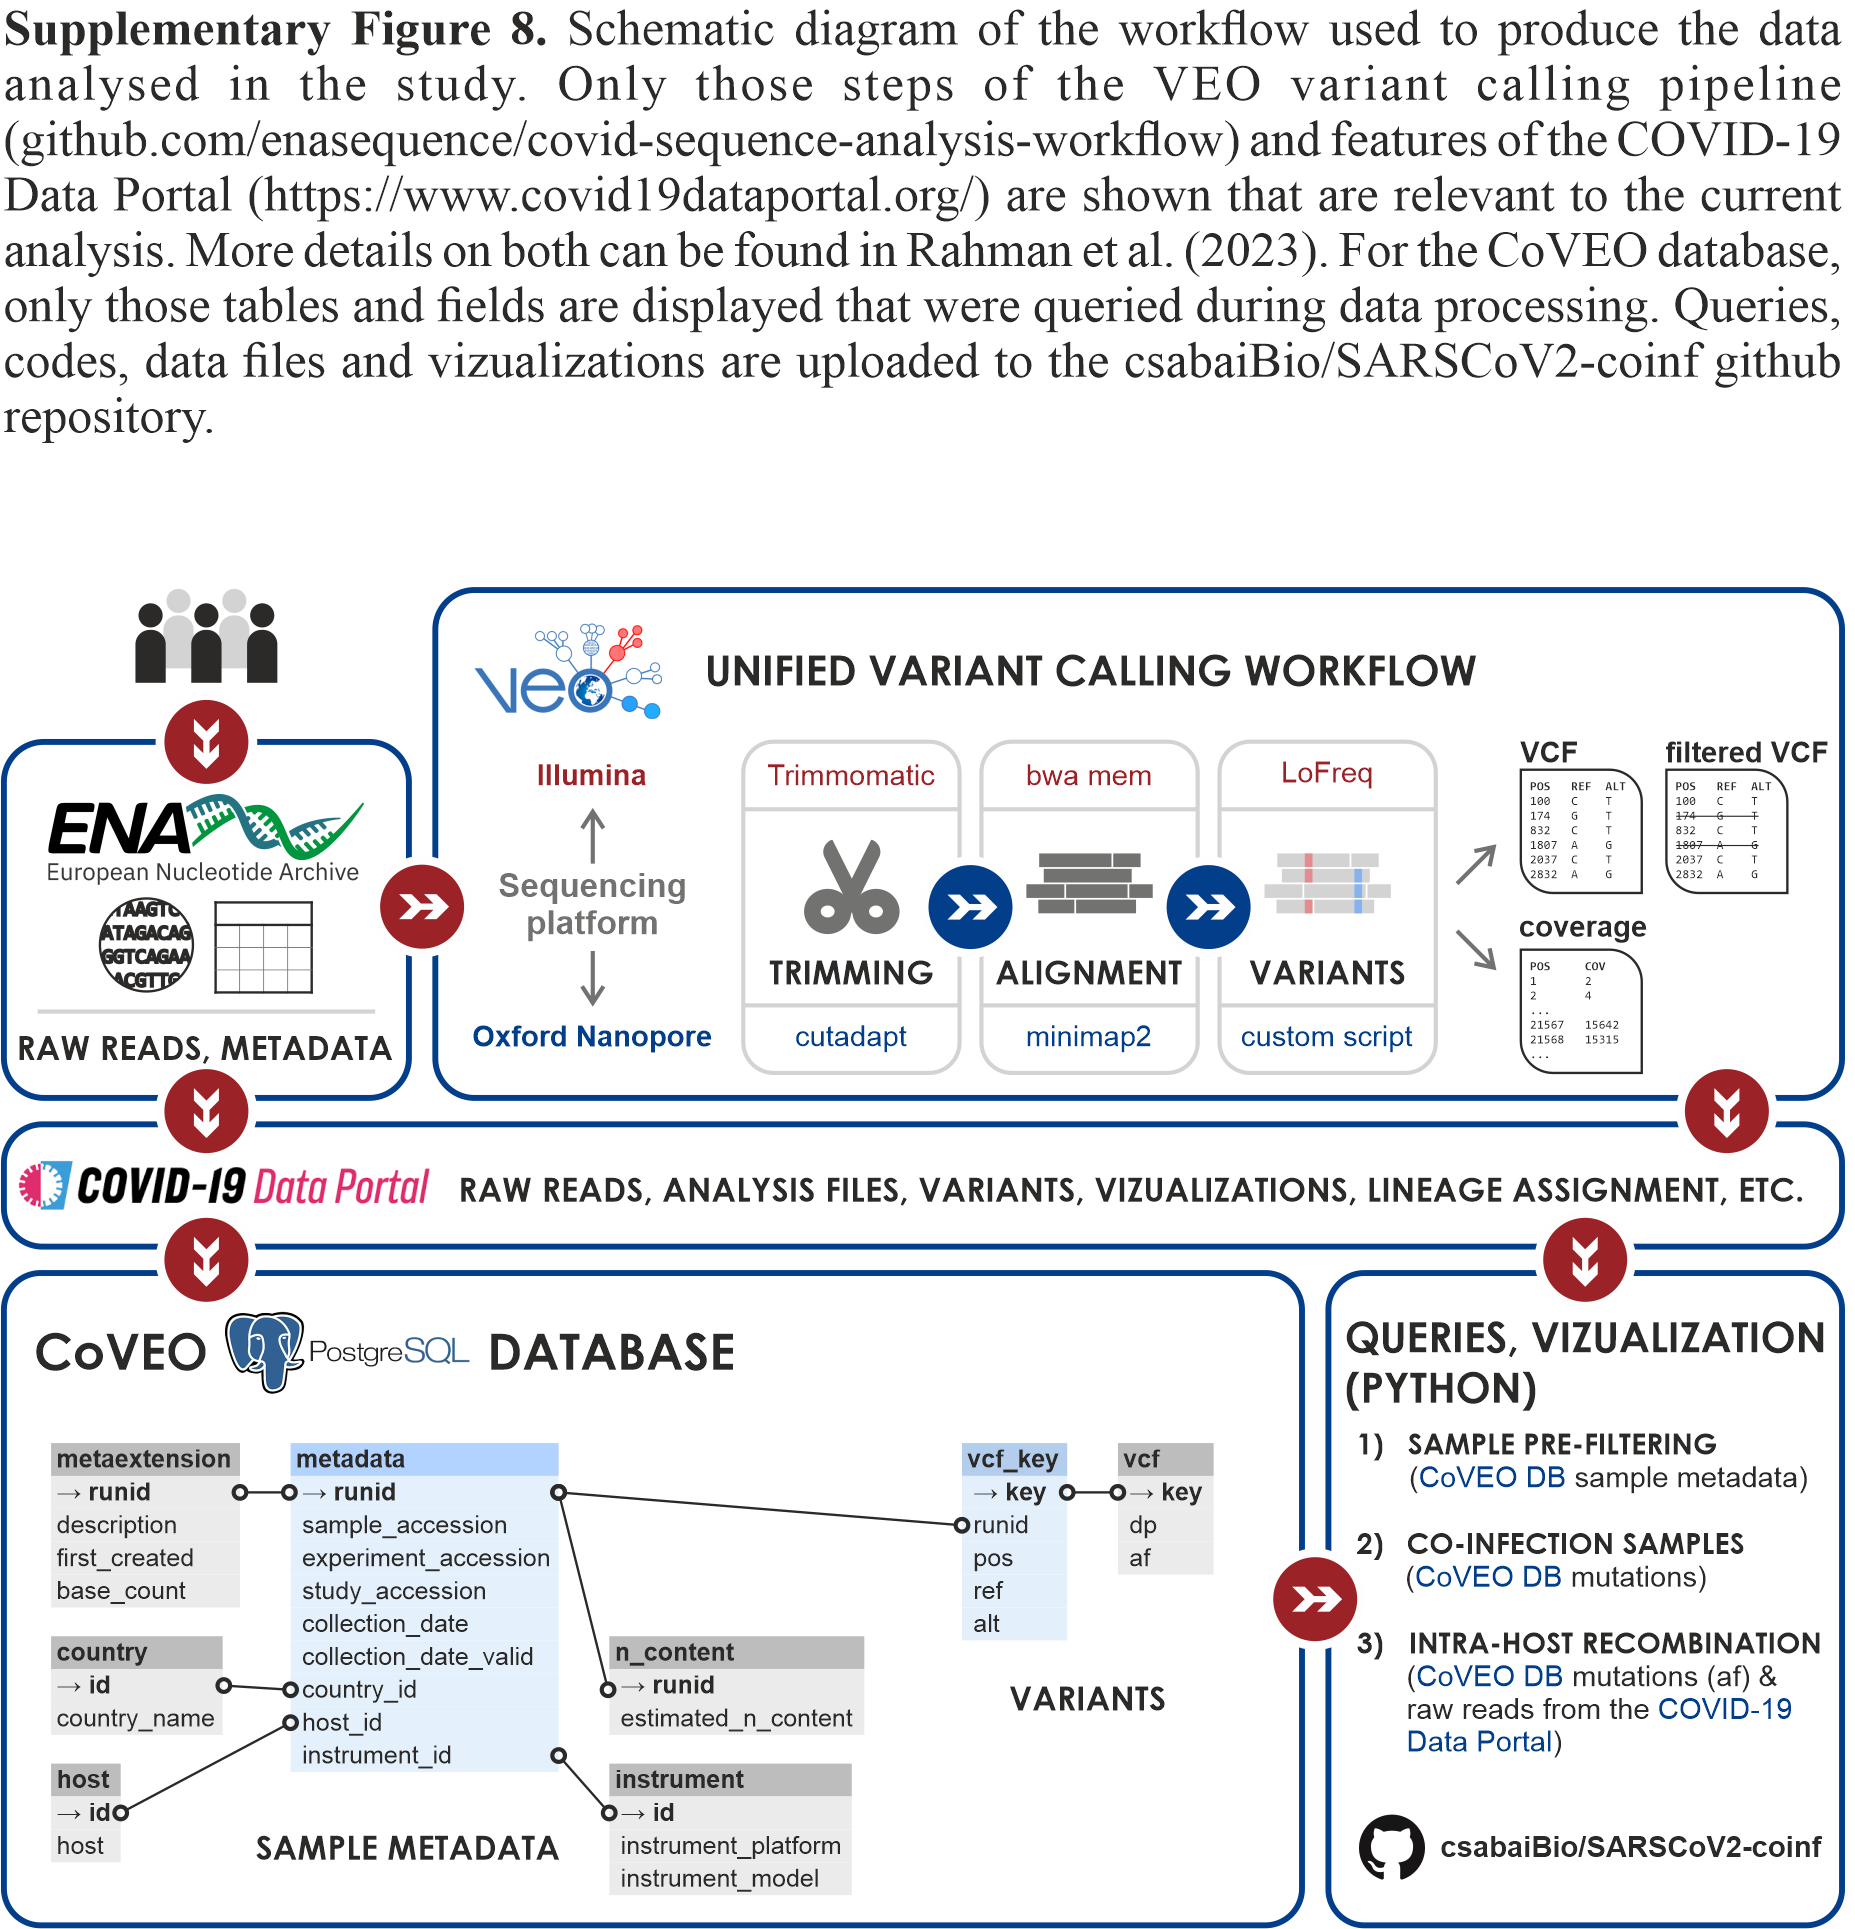 Supplementary Figure 8. Schematic diagram of the workflow used to produce the data
analysed in the study. Only those steps of the VEO variant calling pipeline
(github.com/enasequence/covid-sequence-analysis-workflow) and features of the COVID-19
Data Portal (https://www.covid19dataportal.org/) are shown that are relevant to the current
analysis. More details on both can be found in Rahman et al. (2023). For the CoVEO database,
only those tables and fields are displayed that were queried during data processing. Queries,
codes, data files and vizualizations are uploaded to the csabaiBio/SARSCoV2-coinf github
repository.
ENA
European Nucleotide Archive
TAAGTC
ATAGACAG
GGTCAGAA
ACGTTG
RAW READS, METADATA
veo
UNIFIED VARIANT CALLING WORKFLOW
Illumina
Sequencing
platform
Oxford Nanopore
Trimmomatic
TRIMMING
cutadapt
bwa mem
ALIGNMENT
minimap2
LoFreq
VARIANTS
custom script
VCF
POS REF ALT
100 C T
174 G T
832 C T
1807 A G
2037 C T
2832 A G
filtered VCF
POS REF ALT
100 C T
174 G T
832 C T
1807 A G
2037 C T
2832 A G
coverage
POS COV
1 2
2 4
...
21567 15642
21568 15315
...
COVID-19 Data Portal
RAW READS, ANALYSIS FILES, VARIANTS, VIZUALIZATIONS, LINEAGE ASSIGNMENT, ETC.
CoVEO PostgreSQL DATABASE
metaextension
→ runid
description
first_created
base_count
country
→ id
country_name
host
→ id
host
metadata
→ runid
sample_accession
experiment_accession
study_accession
collection_date
collection_date_valid
country_id
host_id
instrument_id
SAMPLE METADATA
n_content
→ runid
estimated_n_content
instrument
→ id
instrument_platform
instrument_model
vcf_key
→ key
runid
pos
ref
alt
vcf
→ key
dp
af
VARIANTS
QUERIES, VIZUALIZATION
(PYTHON)
1) SAMPLE PRE-FILTERING
(CoVEO DB sample metadata)
2) CO-INFECTION SAMPLES
(CoVEO DB mutations)
3) INTRA-HOST RECOMBINATION
(CoVEO DB mutations (af) &
raw reads from the COVID-19
Data Portal)
csabaiBio/SARSCoV2-coinf